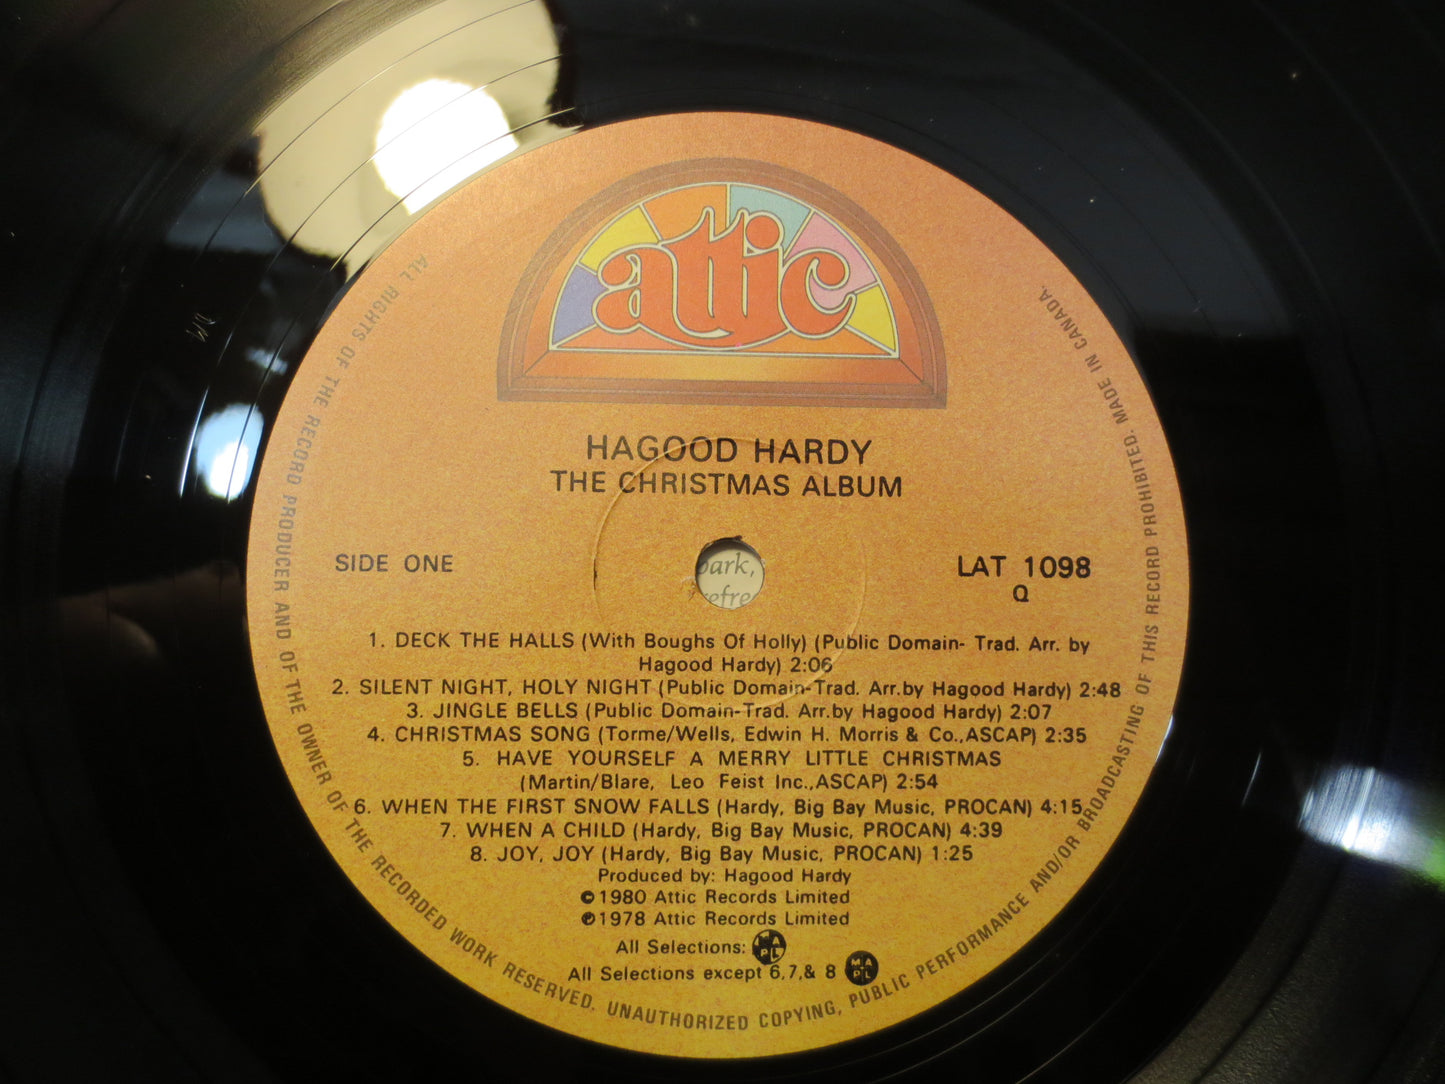 attic
HAGOOD HARDY
THE CHRISTMAS ALBUM
SIDE ONE
LAT 1098
Q
park,
refre
1. DECK THE HALLS (With Boughs Of Holly) (Public Domain- Trad. Arr. by
Hagood Hardy) 2:06
2. SILENT NIGHT, HOLY NIGHT (Public Domain-Trad. Arr.by Hagood Hardy) 2:48
3. JINGLE BELLS (Public Domain-Trad. Arr.by Hagood Hardy) 2:07
4. CHRISTMAS SONG (Torme/Wells, Edwin H. Morris & Co.,ASCAP) 2:35
5. HAVE YOURSELF A MERRY LITTLE CHRISTMAS
(Martin/Blare, Leo Feist Inc.,ASCAP) 2:54
6. WHEN THE FIRST SNOW FALLS (Hardy, Big Bay Music, PROCAN) 4:15
7. WHEN A CHILD (Hardy, Big Bay Music, PROCAN) 4:39
8. JOY, JOY (Hardy, Big Bay Music, PROCAN) 1:25
Produced by: Hagood Hardy
©1980 Attic Records Limited
℗1978 Attic Records Limited
All Selections: MAPL
All Selections except 6,7,& 8 MAPL
ALL RIGHTS OF THE RECORD PRODUCER AND OF THE OWNER OF THE RECORDED WORK RESERVED. UNAUTHORIZED COPYING, PUBLIC PERFORMANCE AND/OR BROADCASTING OF THIS RECORD PROHIBITED. MADE IN CANADA.